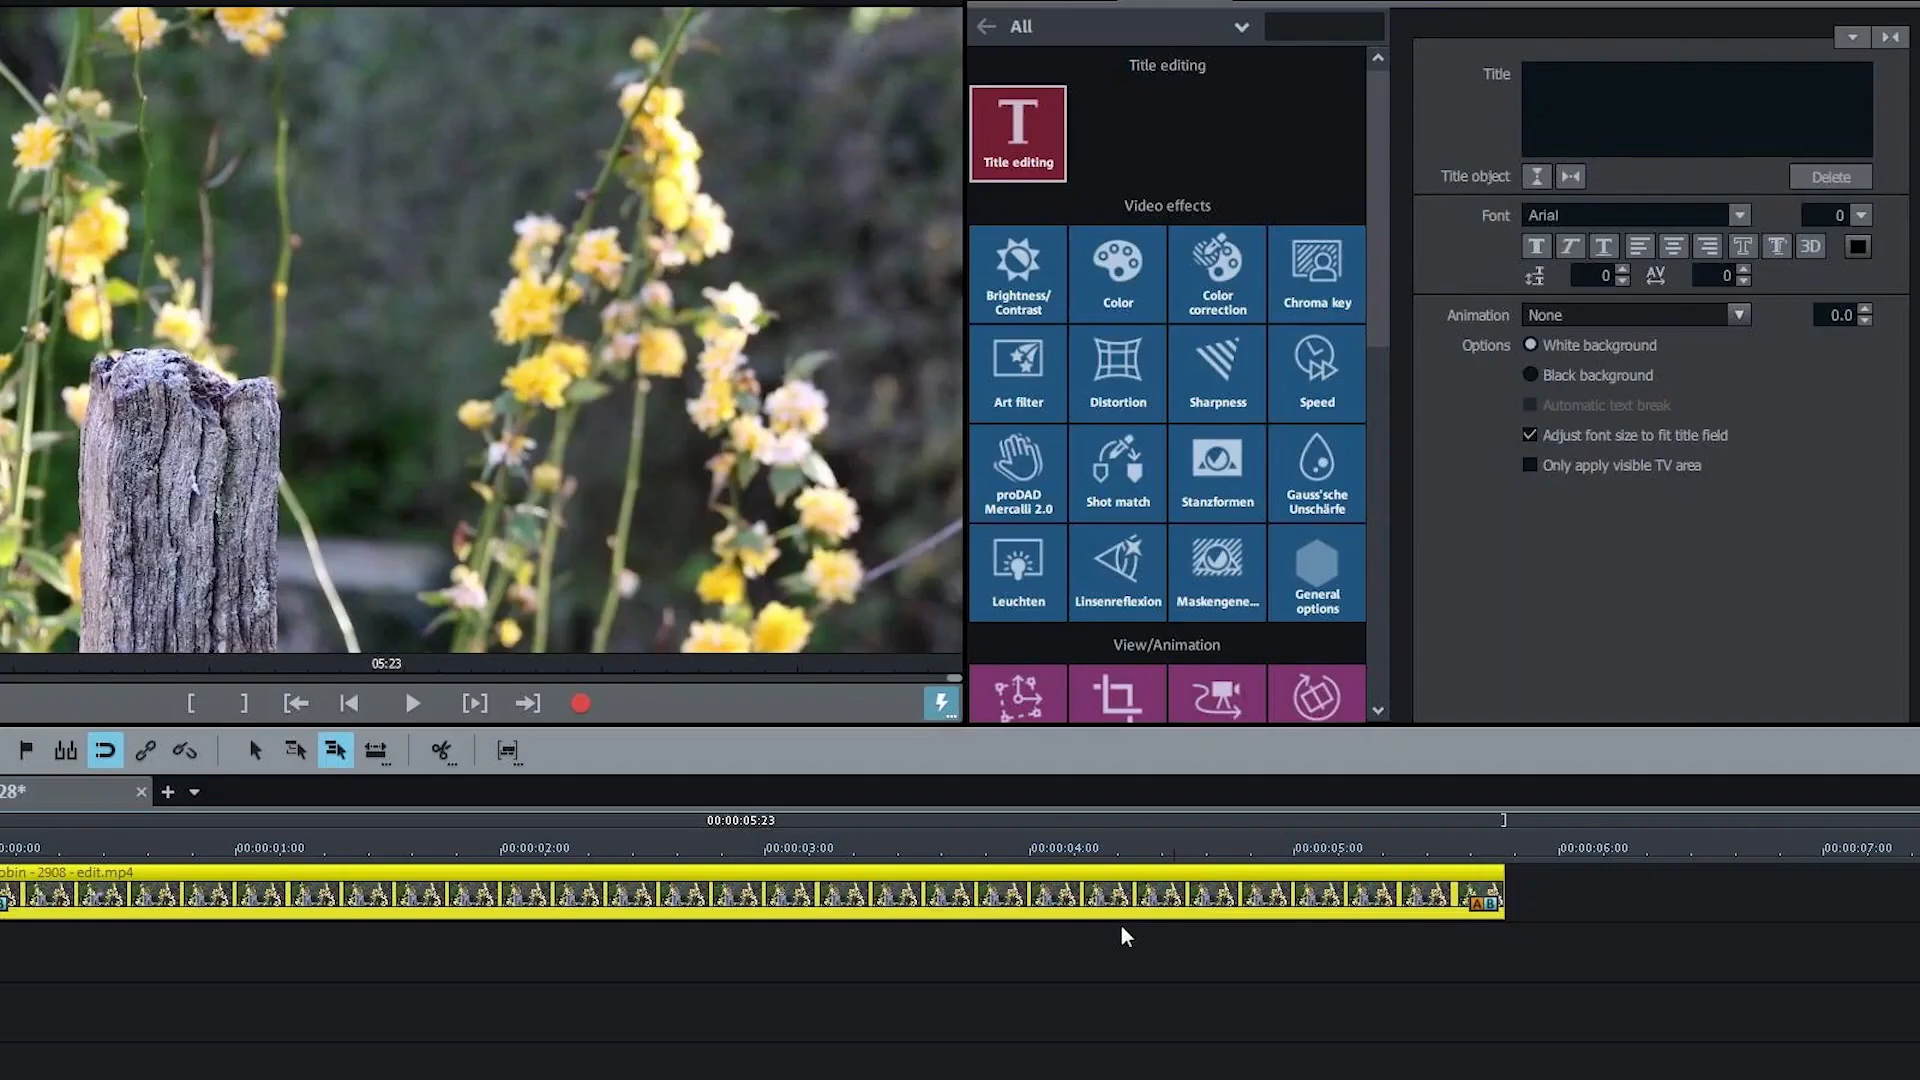 All
Title editing
T
Title editing
Video effects
Brightness/
Contrast
Color
Color
correction
Chroma key
Art filter
Distortion
Sharpness
Speed
proDAD
Mercalli 2.0
Shot match
Stanzformen
Gauss'sche
Unschärfe
Leuchten
Linsenreflexion
Maskengene...
General
options
View/Animation
Title
Title object
Delete
Font
Arial
0
T T T T T 3D
0
AV
0
Animation
None
0.0
Options
White background
Black background
Automatic text break
Adjust font size to fit title field
Only apply visible TV area
05:23
28*
00:00:05:23
0:00:00
00:00:01:00
00:00:02:00
00:00:03:00
00:00:04:00
00:00:05:00
00:00:06:00
00:00:07:00
obin - 2908 - edit.mp4
A B